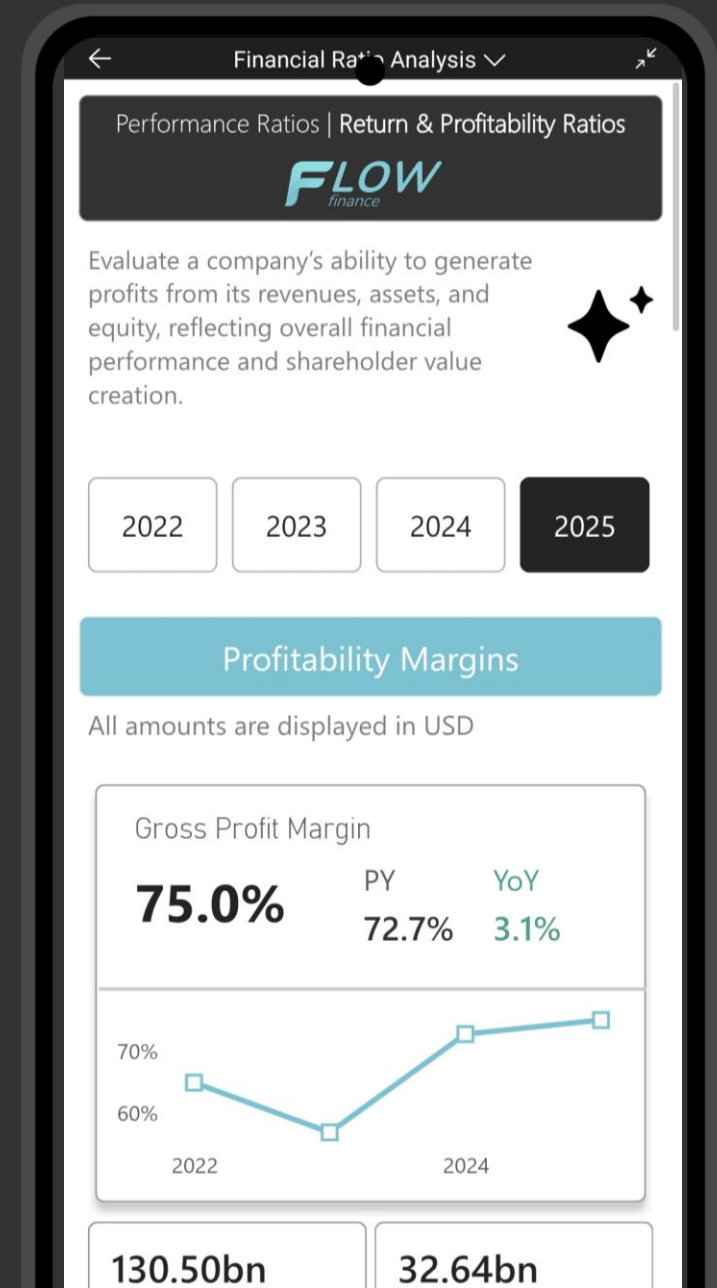 Financial Ratio Analysis
Performance Ratios | Return & Profitability Ratios
FLOW
finance
Evaluate a company's ability to generate
profits from its revenues, assets, and
equity, reflecting overall financial
performance and shareholder value
creation.
2022 2023 2024 2025
Profitability Margins
All amounts are displayed in USD
Gross Profit Margin
75.0%
PY YoY
72.7% 3.1%
70%
60%
2022 2024
130.50bn 32.64bn